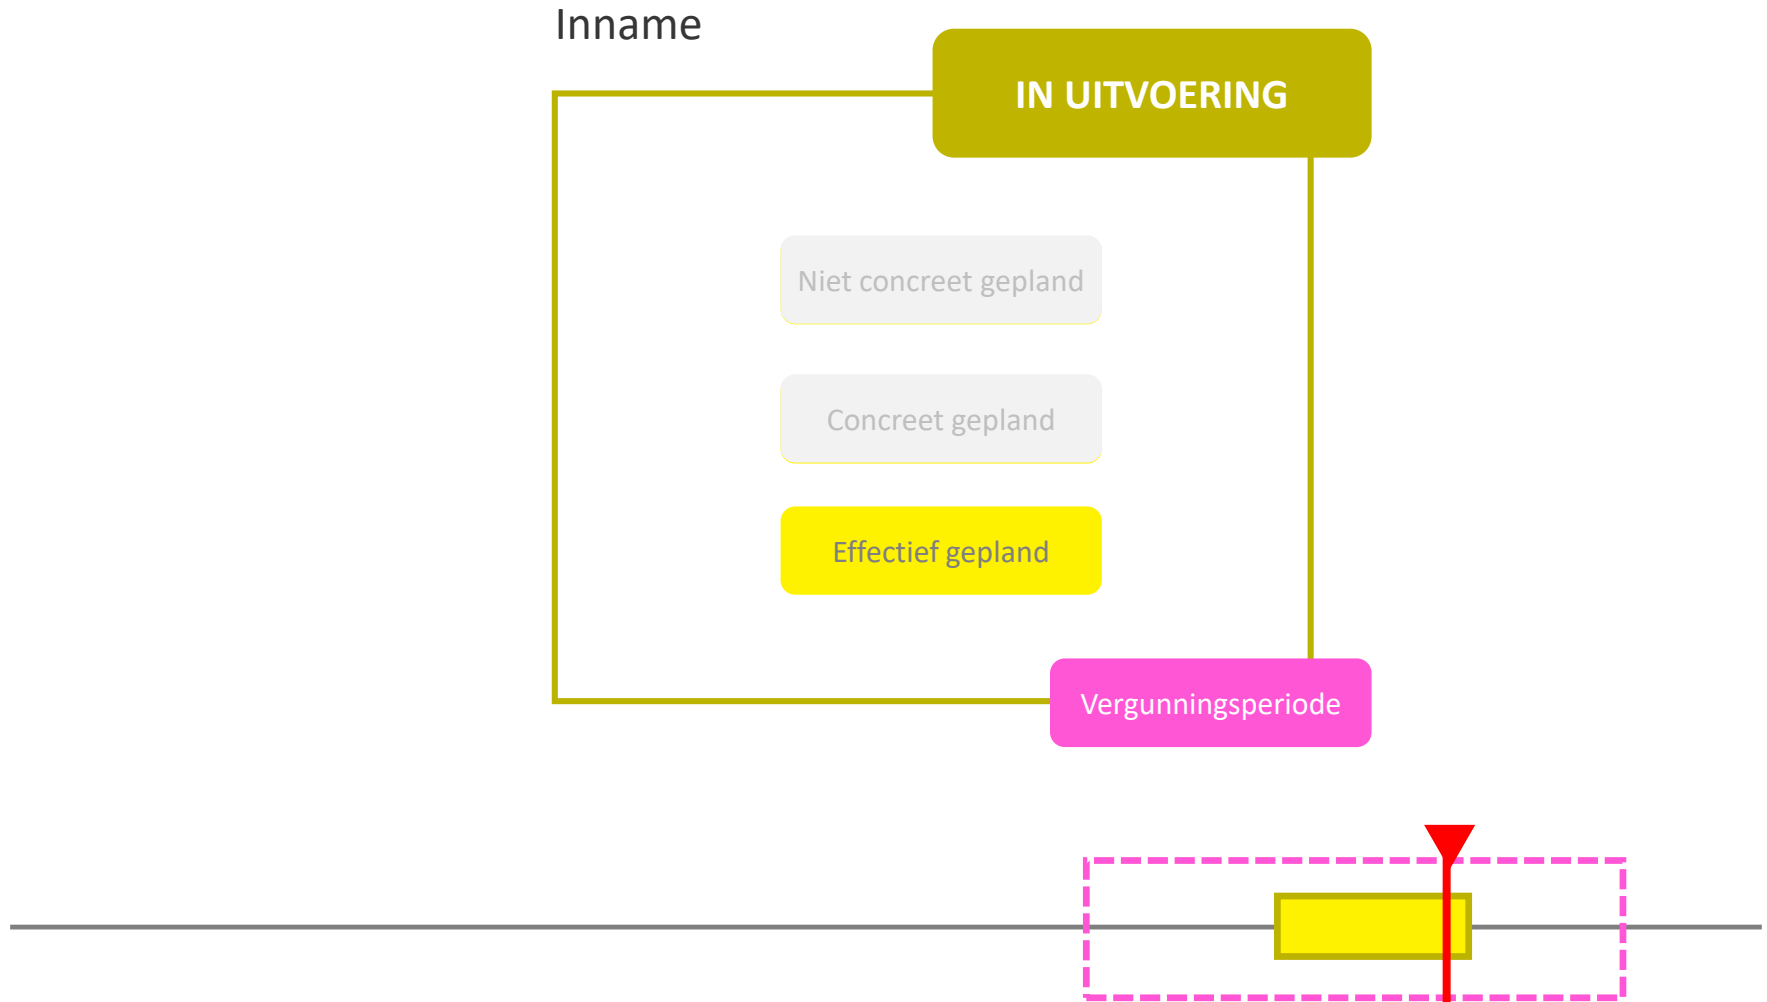 Inname
IN UITVOERING
Niet concreet gepland
Concreet gepland
Effectief gepland
Vergunningsperiode